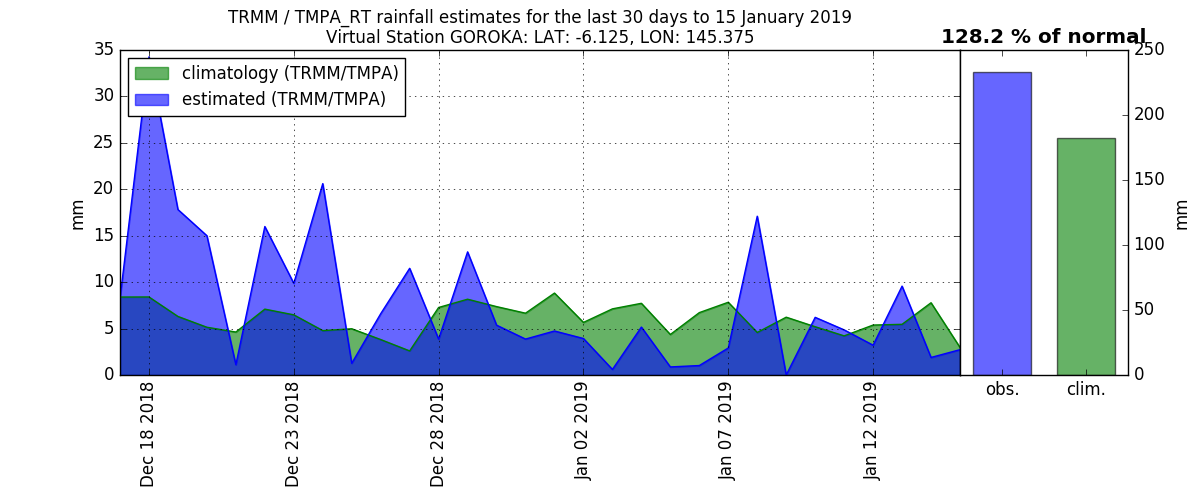 TRMM / TMPA_RT rainfall estimates for the last 30 days to 15 January 2019
Virtual Station GOROKA: LAT: -6.125, LON: 145.375
128.2 % of normal
climatology (TRMM/TMPA)
estimated (TRMM/TMPA)
35
30
25
20
15
10
5
0
mm
Dec 18 2018
Dec 23 2018
Dec 28 2018
Jan 02 2019
Jan 07 2019
Jan 12 2019
250
200
150
100
50
0
mm
obs.
clim.